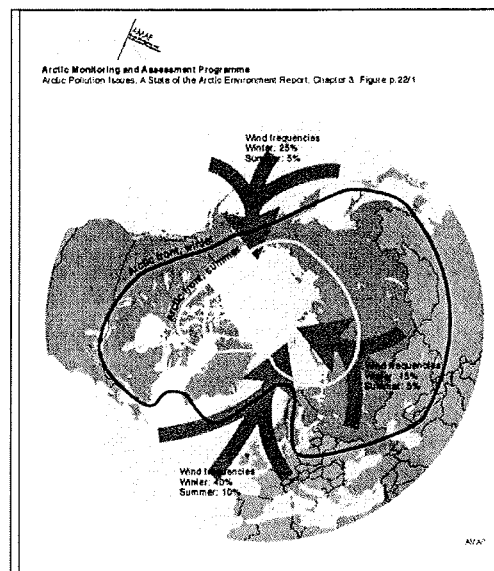 AMAP
Arctic Monitoring and Assessment Programme
Arctic Pollution Issues, A State of the Arctic Environment Report, Chapter 3, Figure p.22/1
Wind frequencies
Winter: 25%
Summer: 5%
Arctic front, winter
Arctic front, summer
Wind frequencies
Winter: 15%
Summer: 5%
Wind frequencies
Winter: 40%
Summer: 10%
AMAP